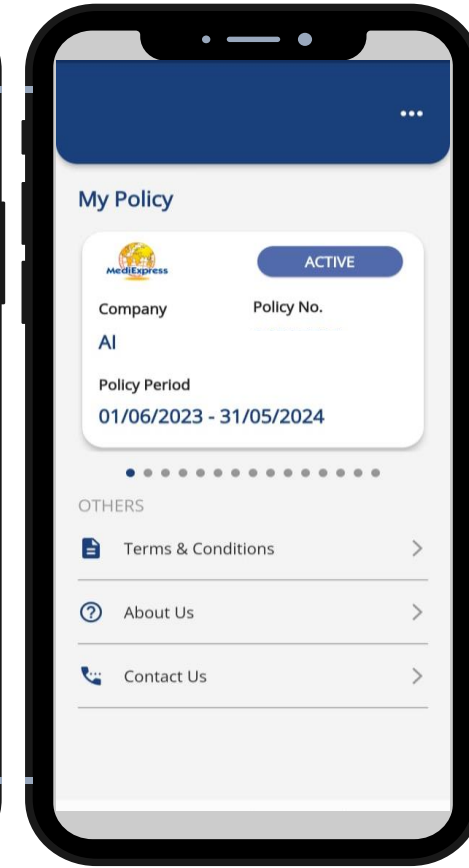 My Policy
MediExpress
ACTIVE
Company
Policy No.
AI
Policy Period
01/06/2023 - 31/05/2024
OTHERS
Terms & Conditions
About Us
Contact Us